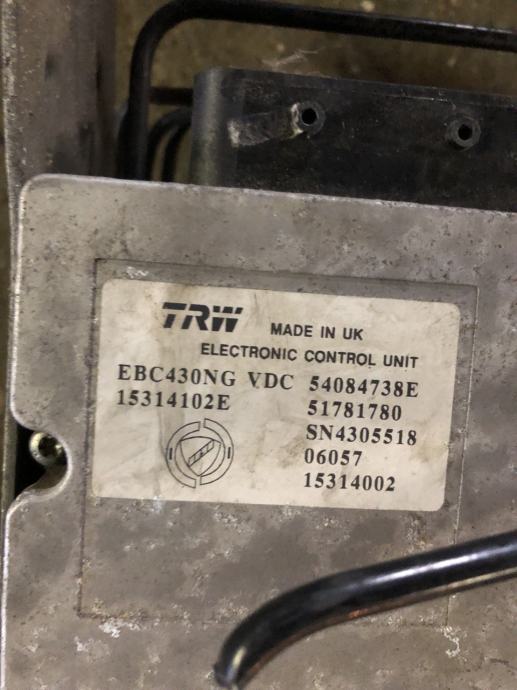 TRW MADE IN UK
ELECTRONIC CONTROL UNIT
EBC430NG VDC 54084738E
15314102E 51781780
SN4305518
06057
15314002